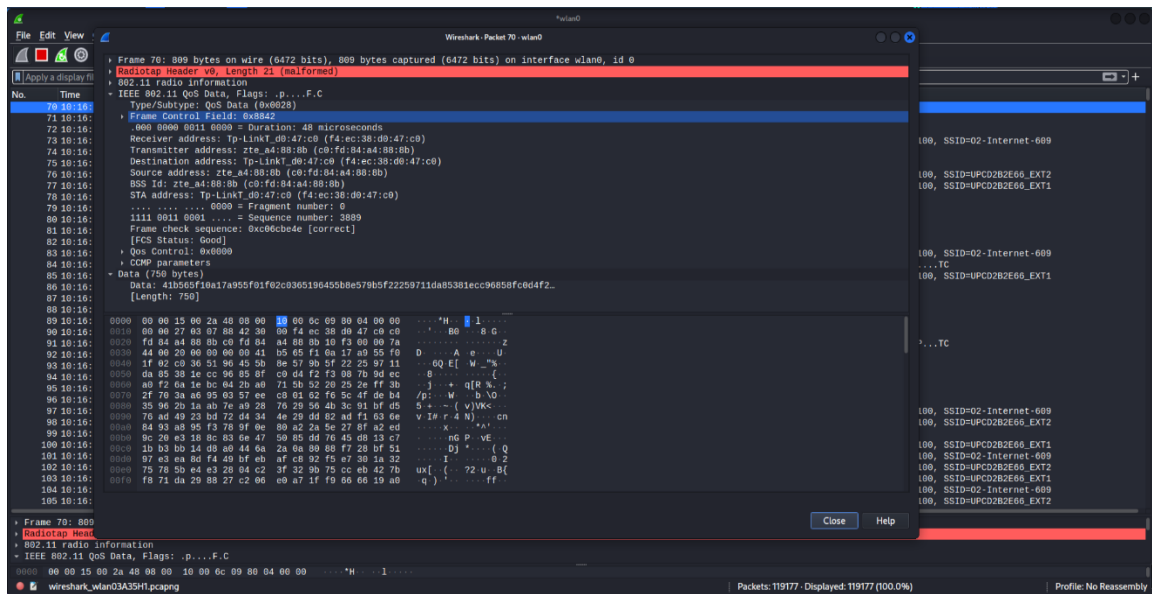 *wlan0
File Edit View
Wireshark · Packet 70 · wlan0
Apply a display fil
No. Time
Frame 70: 809 bytes on wire (6472 bits), 809 bytes captured (6472 bits) on interface wlan0, id 0
Radiotap Header v0, Length 21 (malformed)
802.11 radio information
IEEE 802.11 QoS Data, Flags: .p....F.C
Type/Subtype: QoS Data (0x0028)
Frame Control Field: 0x8842
.000 0000 0011 0000 = Duration: 48 microseconds
Receiver address: Tp-LinkT_d0:47:c0 (f4:ec:38:d0:47:c0)
Transmitter address: zte_a4:88:8b (c0:fd:84:a4:88:8b)
Destination address: Tp-LinkT_d0:47:c0 (f4:ec:38:d0:47:c0)
Source address: zte_a4:88:8b (c0:fd:84:a4:88:8b)
BSS Id: zte_a4:88:8b (c0:fd:84:a4:88:8b)
STA address: Tp-LinkT_d0:47:c0 (f4:ec:38:d0:47:c0)
.... .... .... 0000 = Fragment number: 0
1111 0011 0001 .... = Sequence number: 3889
Frame check sequence: 0xc06cbe4e [correct]
[FCS Status: Good]
Qos Control: 0x0000
CCMP parameters
Data (750 bytes)
Data: 41b565f10a17a955f01f02c0365196455b8e579b5f22259711da85381ecc96858fc0d4f2…
[Length: 750]
70 10:16:
71 10:16:
72 10:16:
73 10:16: 100, SSID=O2-Internet-609
74 10:16:
75 10:16:
76 10:16: 100, SSID=UPCD2B2E66_EXT2
77 10:16: 100, SSID=UPCD2B2E66_EXT1
78 10:16:
79 10:16:
80 10:16:
81 10:16:
82 10:16:
83 10:16: 100, SSID=O2-Internet-609
84 10:16: ...TC
85 10:16: 100, SSID=UPCD2B2E66_EXT1
86 10:16:
87 10:16:
88 10:16:
89 10:16:
90 10:16:
91 10:16: P...TC
92 10:16:
93 10:16:
94 10:16:
95 10:16:
96 10:16:
97 10:16: 100, SSID=O2-Internet-609
98 10:16: 100, SSID=UPCD2B2E66_EXT2
99 10:16:
100 10:16: 100, SSID=UPCD2B2E66_EXT1
101 10:16: 100, SSID=O2-Internet-609
102 10:16: 100, SSID=UPCD2B2E66_EXT2
103 10:16: 100, SSID=UPCD2B2E66_EXT1
104 10:16: 100, SSID=O2-Internet-609
105 10:16: 100, SSID=UPCD2B2E66_EXT2
0000 00 00 15 00 2a 48 08 00 10 00 6c 09 80 04 00 00 ····*H·· ··l·····
0010 00 00 27 03 07 88 42 30 00 f4 ec 38 d0 47 c0 c0 ··'···B0 ···8·G··
0020 fd 84 a4 88 8b c0 fd 84 a4 88 8b 10 f3 00 00 7a ········ ·······z
0030 44 00 20 00 00 00 00 41 b5 65 f1 0a 17 a9 55 f0 D· ····A ·e····U·
0040 1f 02 c0 36 51 96 45 5b 8e 57 9b 5f 22 25 97 11 ···6Q·E[ ·W·_"%··
0050 da 85 38 1e cc 96 85 8f c0 d4 f2 f3 08 7b 9d ec ··8····· ·····{··
0060 a0 f2 6a 1e bc 04 2b a0 71 5b 52 20 25 2e ff 3b ··j···+· q[R %.·;
0070 2f 70 3a a6 95 03 57 ee c8 01 62 f6 5c 4f de b4 /p:···W· ··b·\O··
0080 35 96 2b 1a ab 7e a9 28 76 29 56 4b 3c 91 bf d5 5·+··~·( v)VK<···
0090 76 ad 49 23 bd 72 d4 34 4e 29 dd 82 ad f1 63 6e v·I#·r·4 N)····cn
00a0 84 93 a8 95 f3 78 9f 0e 80 a2 2a 5e 27 8f a2 ed ·····x·· ··*^'···
00b0 9c 20 e3 18 8c 83 6e 47 50 85 dd 76 45 d8 13 c7 · ····nG P··vE···
00c0 1b b3 bb 14 d8 a0 44 6a 2a 0a 80 88 f7 28 bf 51 ······Dj *····(·Q
00d0 97 e3 ea 8d f4 49 bf eb af c8 92 f5 e7 30 1a 32 ·····I·· ·····0·2
00e0 75 78 5b e4 e3 28 04 c2 3f 32 9b 75 cc eb 42 7b ux[··(·· ?2·u··B{
00f0 f8 71 da 29 88 27 c2 06 e0 a7 1f f9 66 66 19 a0 ·q·)·'·· ····ff··
Close Help
Frame 70: 809
Radiotap Head
802.11 radio information
IEEE 802.11 QoS Data, Flags: .p....F.C
0000 00 00 15 00 2a 48 08 00 10 00 6c 09 80 04 00 00 ····*H·· ··l·····
wireshark_wlan03A35H1.pcapng
Packets: 119177 · Displayed: 119177 (100.0%)
Profile: No Reassembly